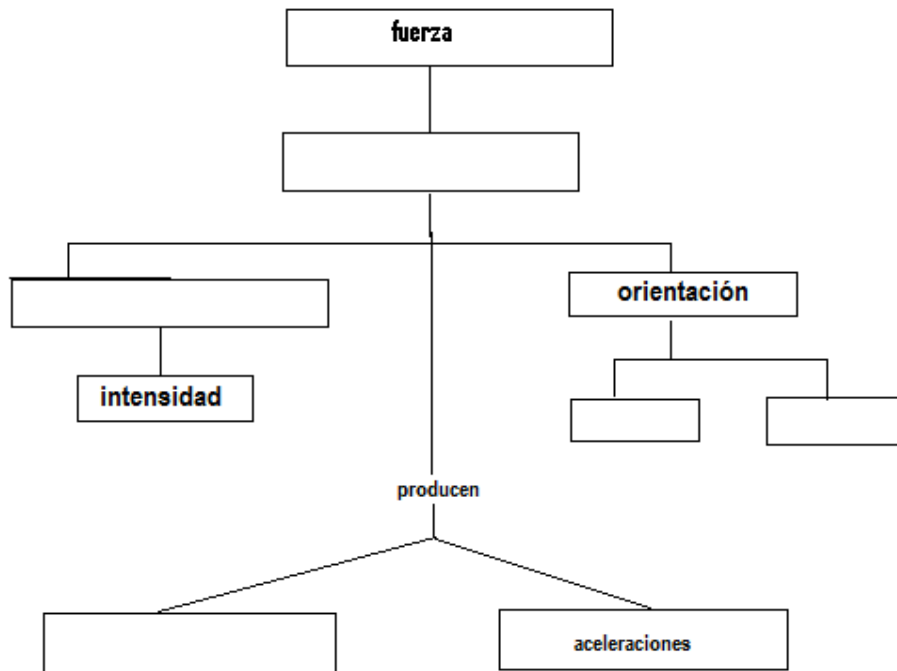 fuerza
orientación
intensidad
producen
aceleraciones